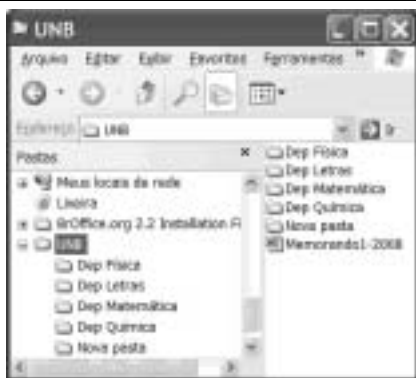 UNB
Arquivo Editar Exibir Favoritos Ferramentas "
Endereço UNB Ir
Pastas x
Meus locais de rede
Lixeira
BrOffice.org 2.2 Installation Fi
UNB
Dep Física
Dep Letras
Dep Matemática
Dep Química
Nova pasta
Dep Física
Dep Letras
Dep Matemática
Dep Química
Nova pasta
Memorando1-2008